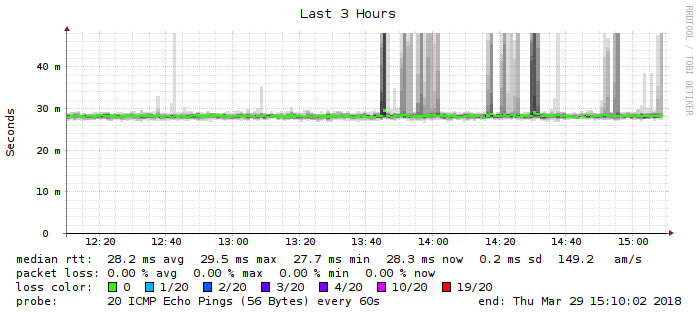 Last 3 Hours
RRDTOOL / TOBI OETIKER
Seconds
40 m
30 m
20 m
10 m
0
12:20 12:40 13:00 13:20 13:40 14:00 14:20 14:40 15:00
median rtt: 28.2 ms avg 29.5 ms max 27.7 ms min 28.3 ms now 0.2 ms sd 149.2 am/s
packet loss: 0.00 % avg 0.00 % max 0.00 % min 0.00 % now
loss color: 0 1/20 2/20 3/20 4/20 10/20 19/20
probe: 20 ICMP Echo Pings (56 Bytes) every 60s end: Thu Mar 29 15:10:02 2018